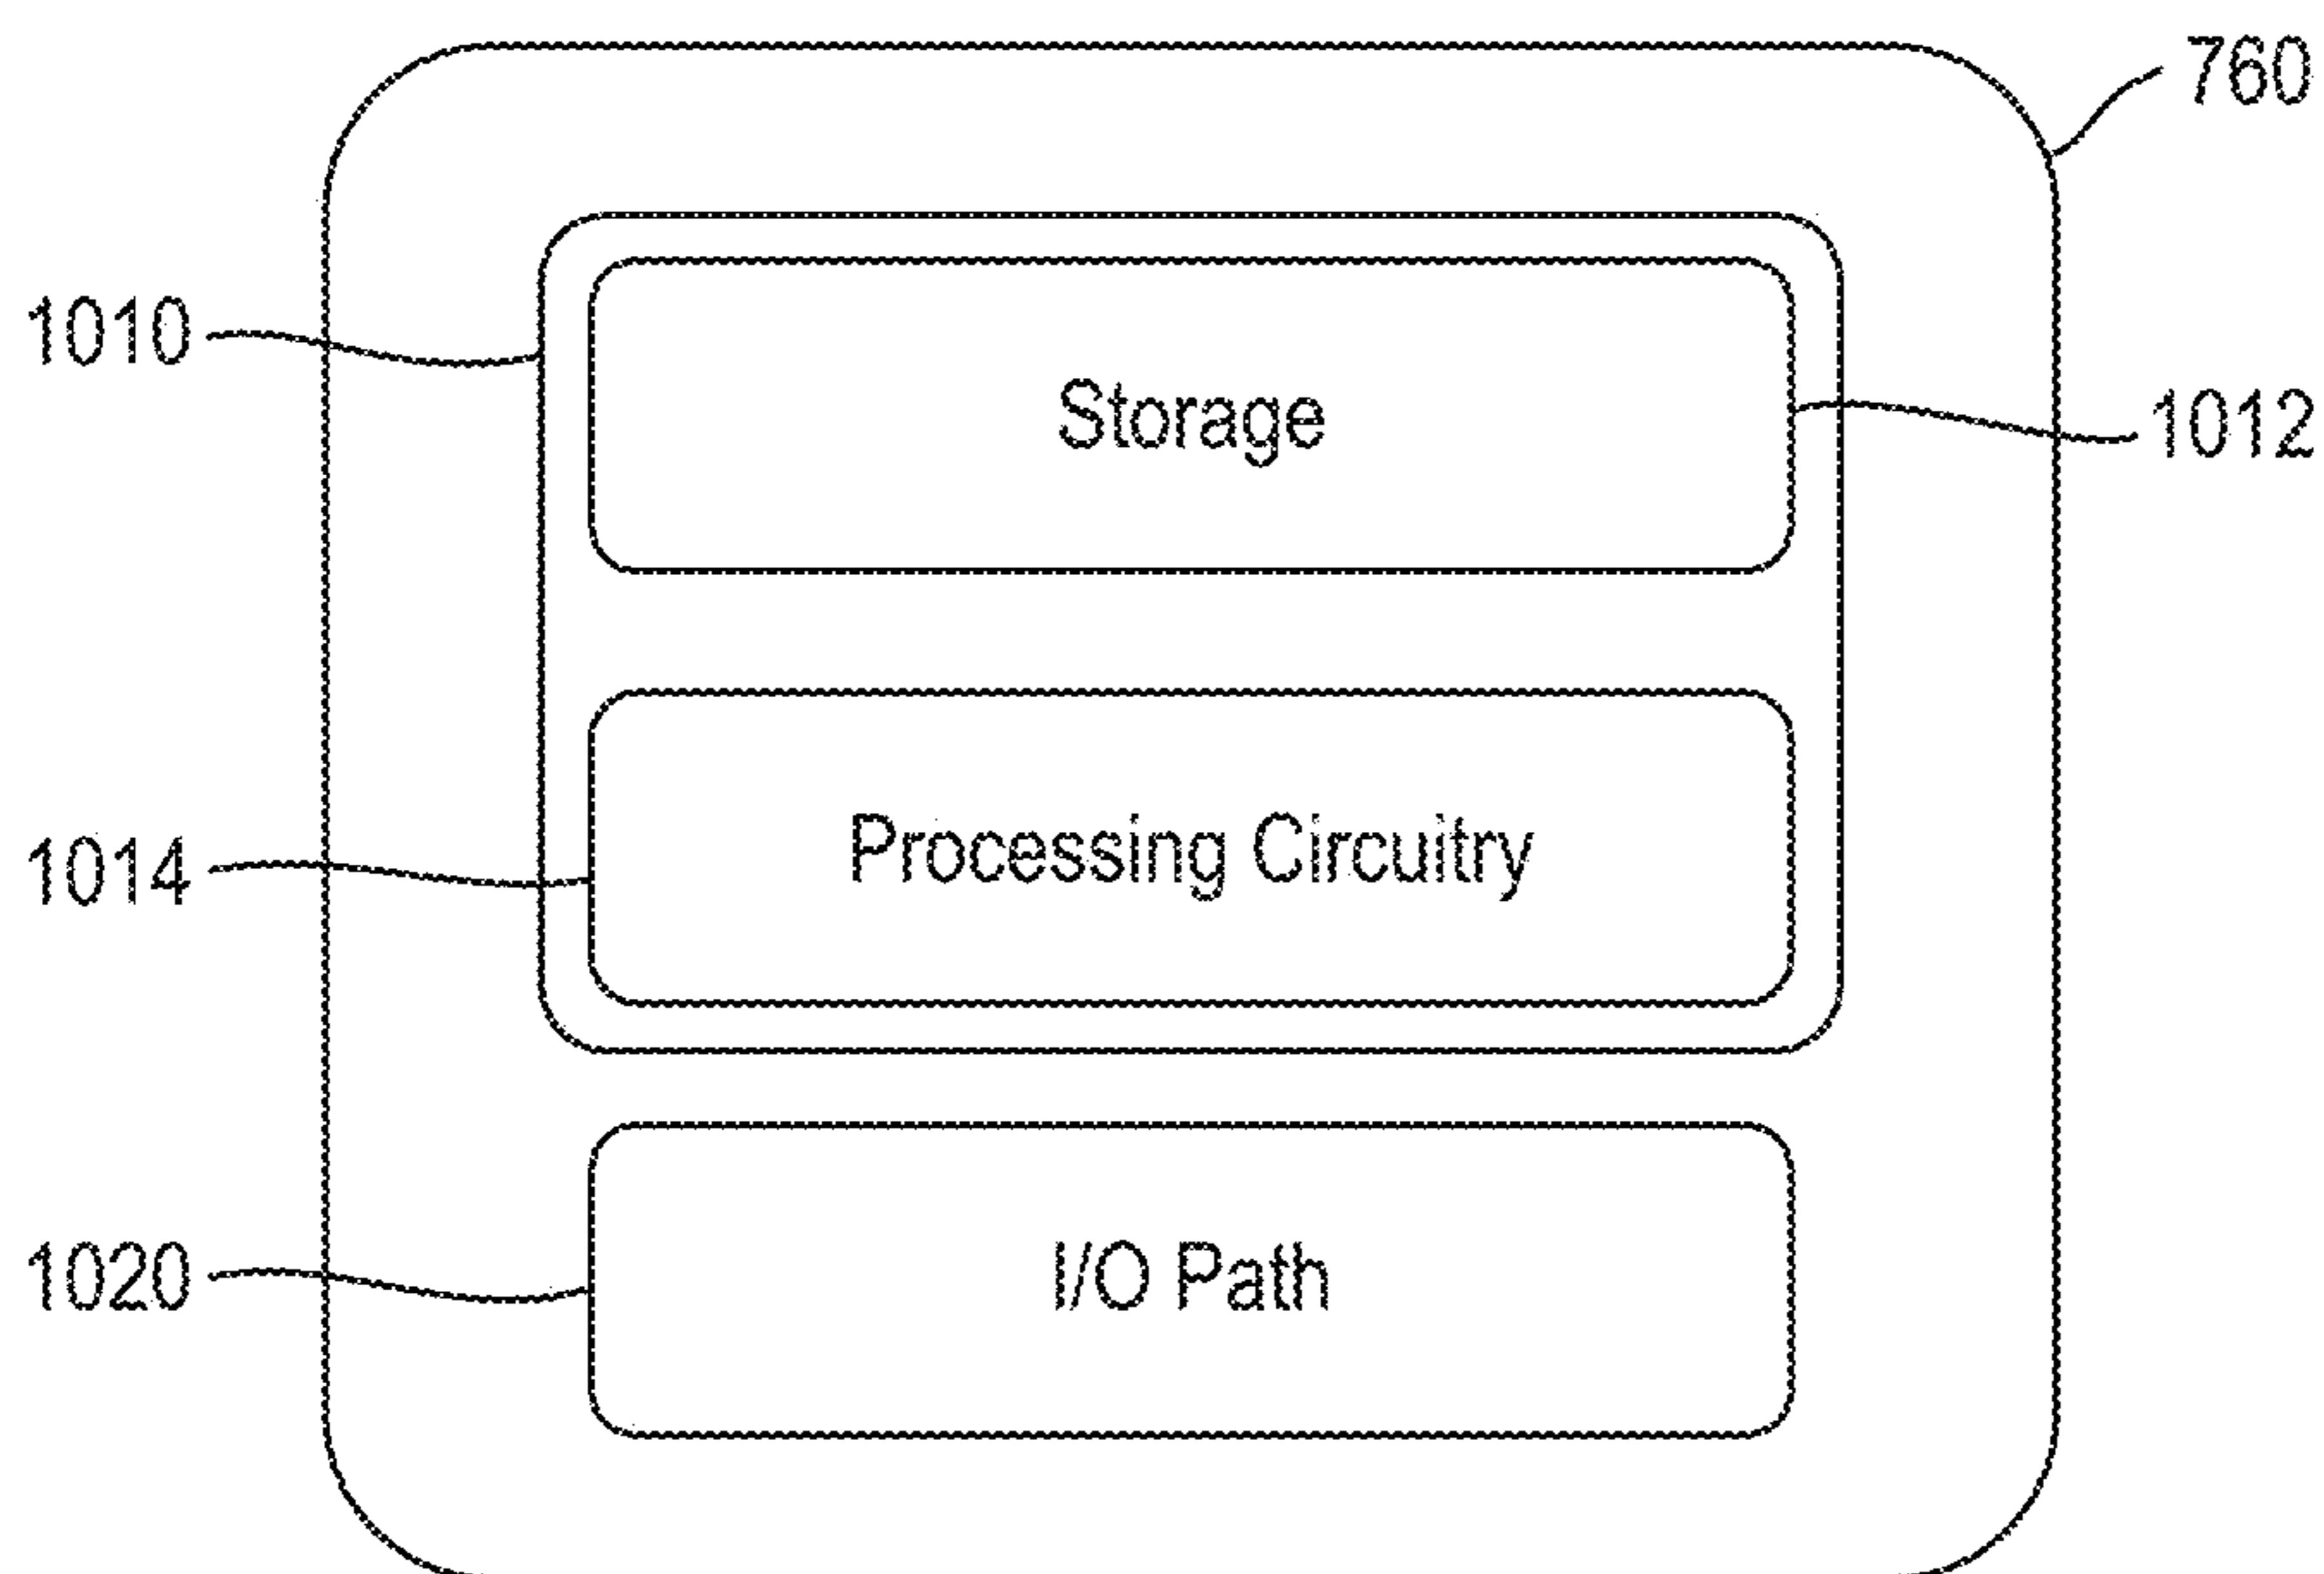 760
1010
Storage
1012
Processing Circuitry
1014
I/O Path
1020